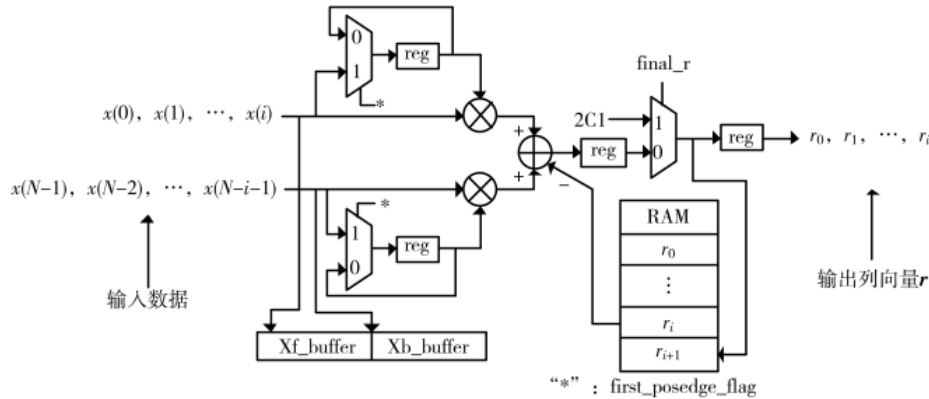 0
reg
1
*
final_r
x(0), x(1), ⋯, x(i)
+
2C1
1
reg
0
reg
r₀, r₁, ⋯, rᵢ
+
−
x(N−1), x(N−2), ⋯, x(N−i−1)
*
1
reg
0
RAM
r₀
⋮
rᵢ
rᵢ₊₁
输入数据
输出列向量r
Xf_buffer
Xb_buffer
“*”：first_posedge_flag